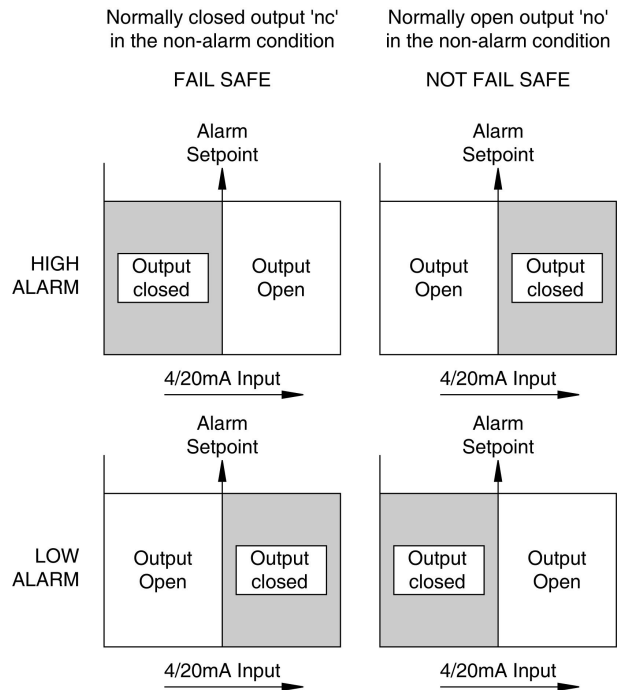 Normally closed output 'nc'
in the non-alarm condition
FAIL SAFE
Normally open output 'no'
in the non-alarm condition
NOT FAIL SAFE
HIGH
ALARM
Alarm
Setpoint
Output
closed
Output
Open
4/20mA Input
Alarm
Setpoint
Output
Open
Output
closed
4/20mA Input
LOW
ALARM
Alarm
Setpoint
Output
Open
Output
closed
4/20mA Input
Alarm
Setpoint
Output
closed
Output
Open
4/20mA Input